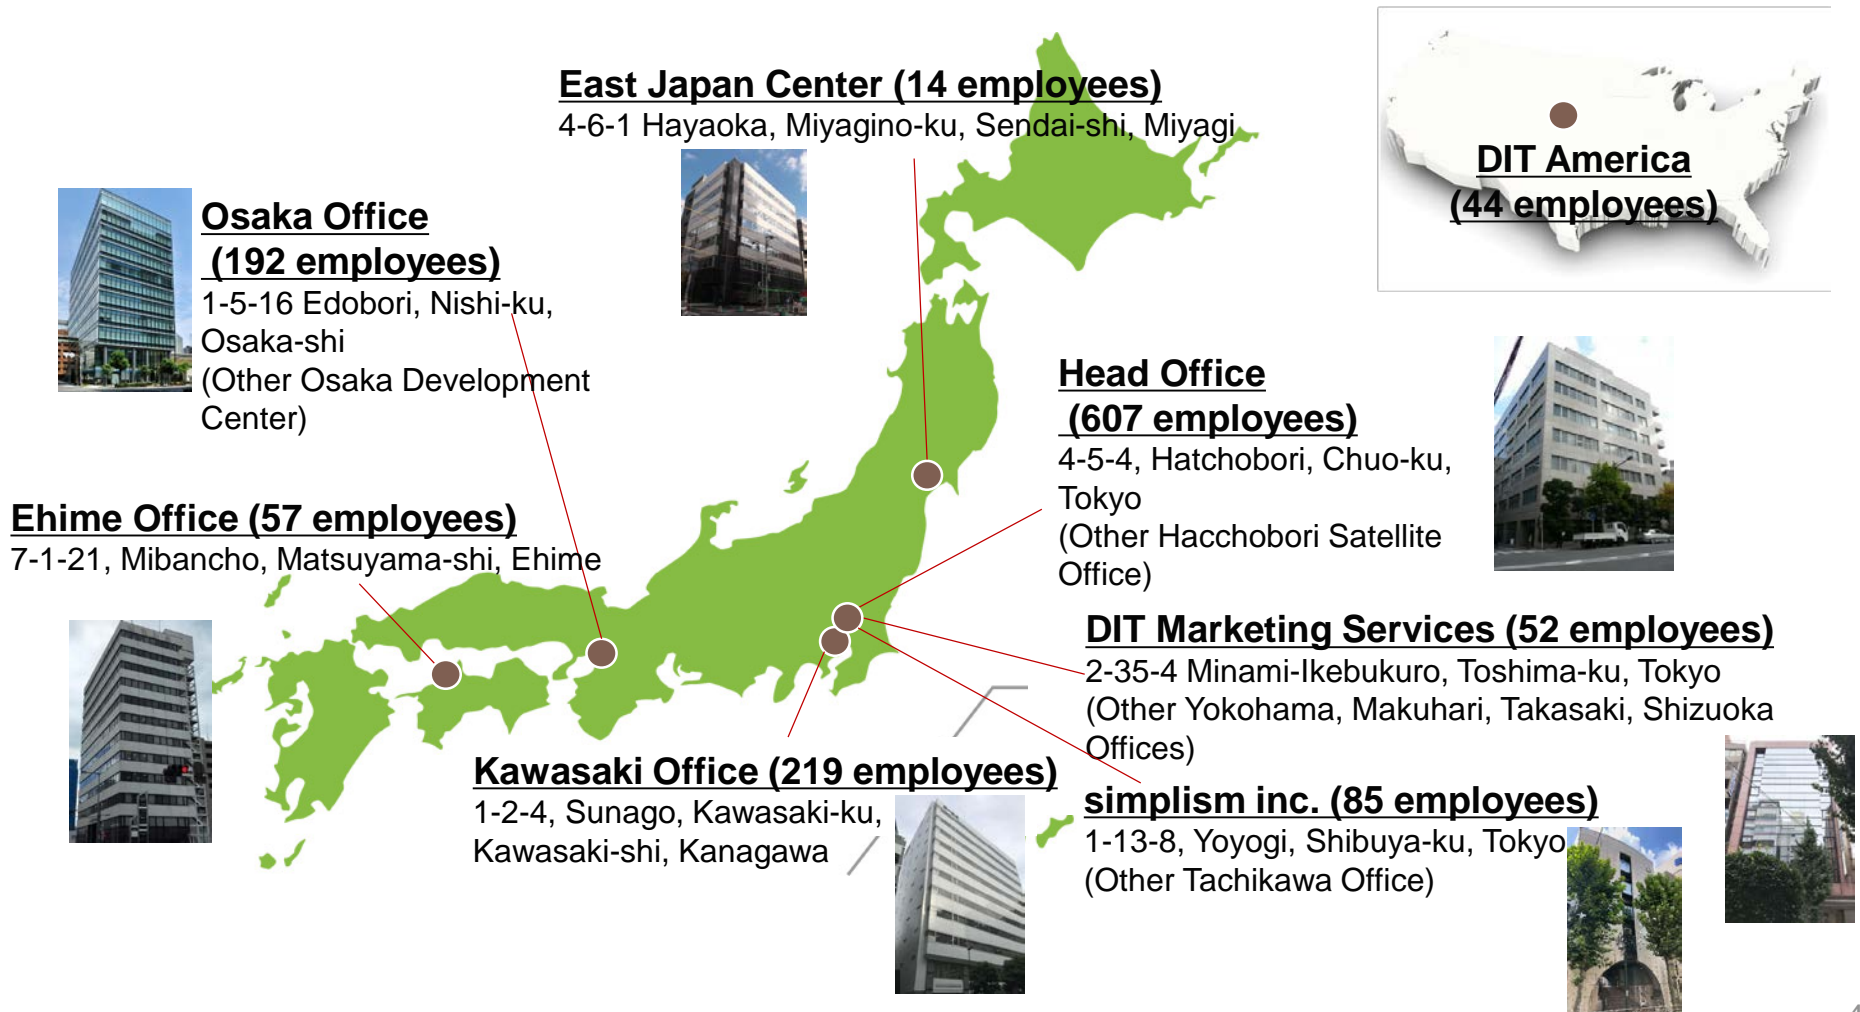 East Japan Center (14 employees)
4-6-1 Hayaoka, Miyagino-ku, Sendai-shi, Miyagi
DIT America
(44 employees)
Osaka Office
(192 employees)
1-5-16 Edobori, Nishi-ku,
Osaka-shi
(Other Osaka Development
Center)
Head Office
(607 employees)
4-5-4, Hatchobori, Chuo-ku,
Tokyo
(Other Hacchobori Satellite
Office)
Ehime Office (57 employees)
7-1-21, Mibancho, Matsuyama-shi, Ehime
DIT Marketing Services (52 employees)
2-35-4 Minami-Ikebukuro, Toshima-ku, Tokyo
(Other Yokohama, Makuhari, Takasaki, Shizuoka
Offices)
Kawasaki Office (219 employees)
1-2-4, Sunago, Kawasaki-ku,
Kawasaki-shi, Kanagawa
simplism inc. (85 employees)
1-13-8, Yoyogi, Shibuya-ku, Tokyo
(Other Tachikawa Office)